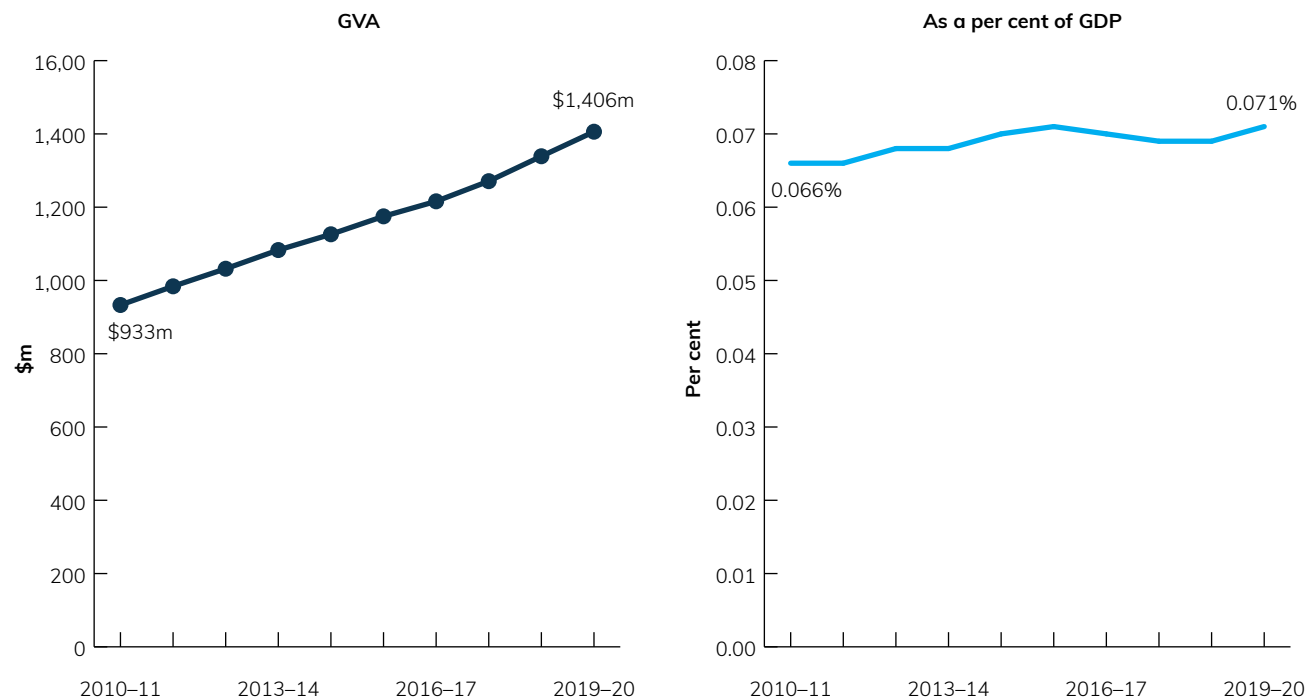 GVA
16,00
1,400
1,200
1,000
800
600
400
200
0
$m
$1,406m
$933m
2010–11 2013–14 2016–17 2019–20
As a per cent of GDP
0.08
0.07
0.06
0.05
0.04
0.03
0.02
0.01
0.00
Per cent
0.071%
0.066%
2010–11 2013–14 2016–17 2019–20